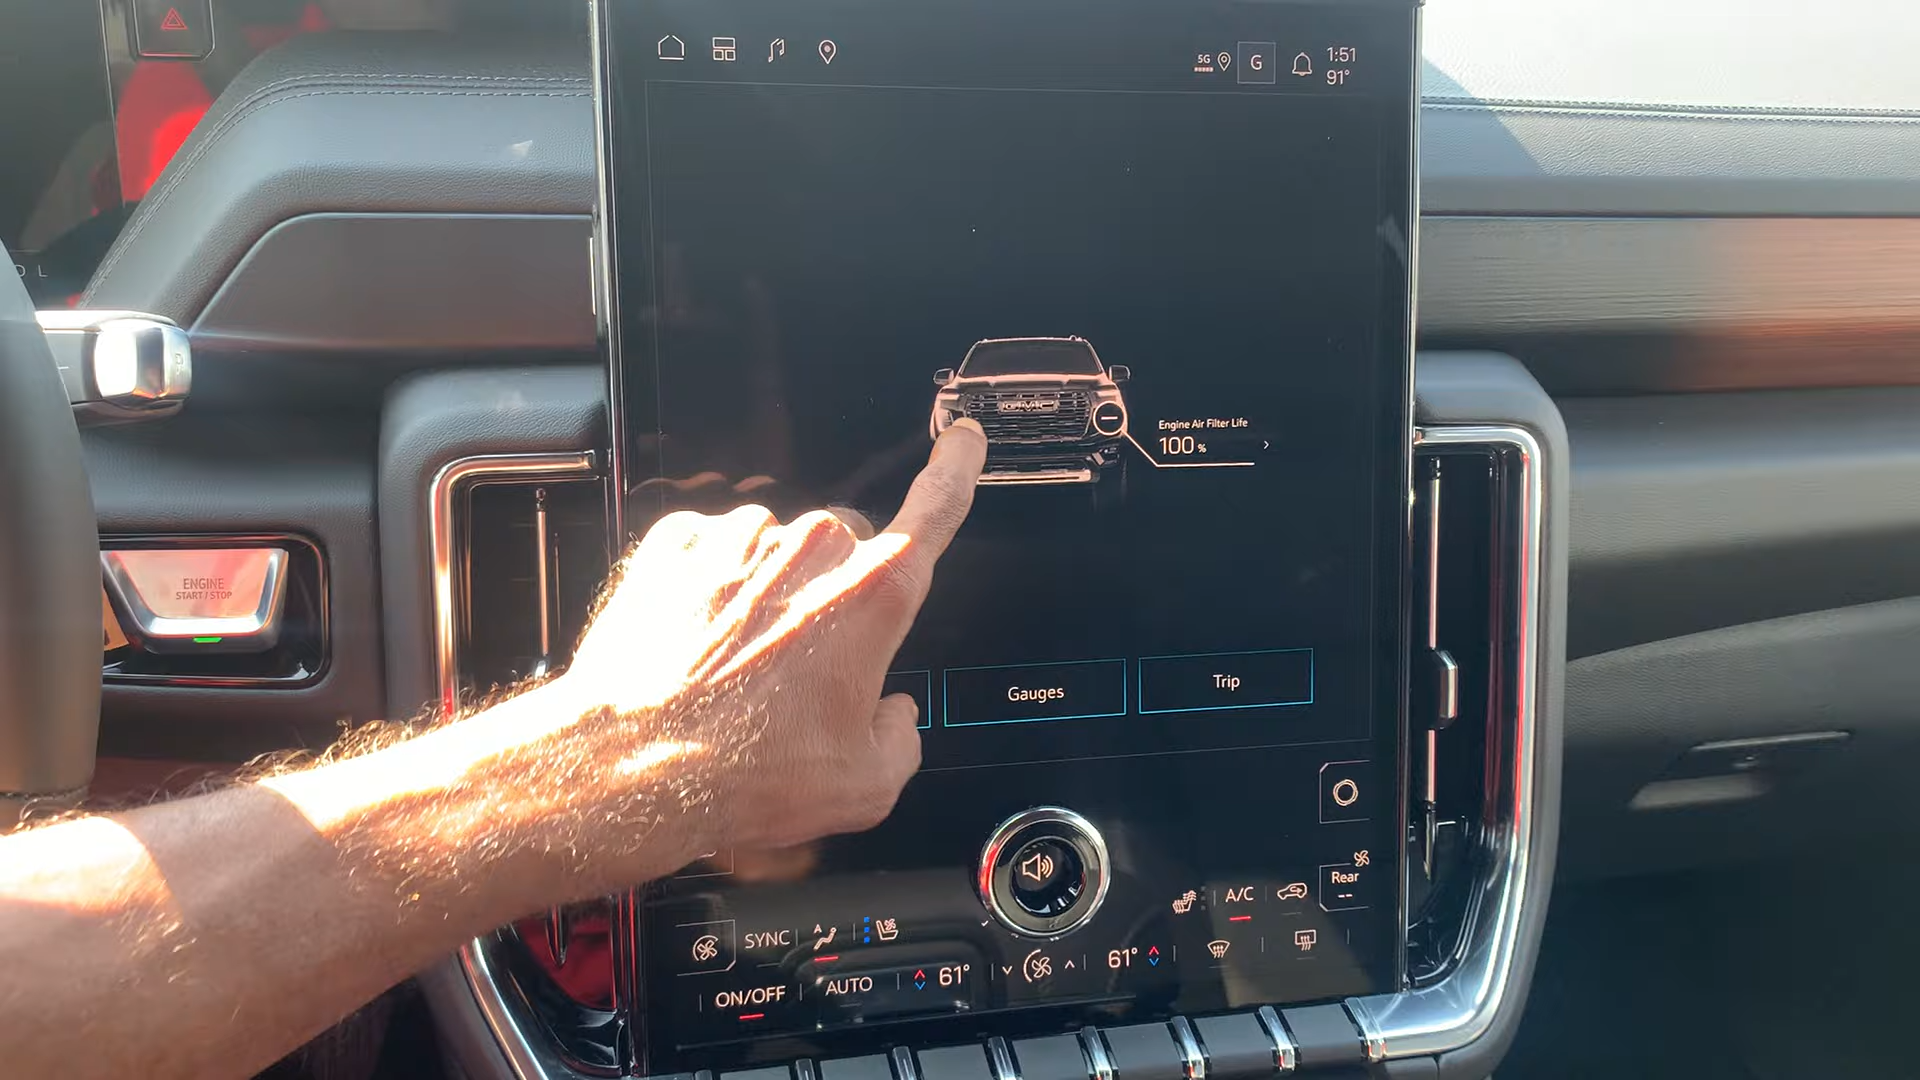 5G
G
1:51
91°
O L
GMC
Engine Air Filter Life
100 %
P
ENGINE
START / STOP
Gauges
Trip
Rear
--
A/C
SYNC
A
61°
61°
AUTO
ON/OFF